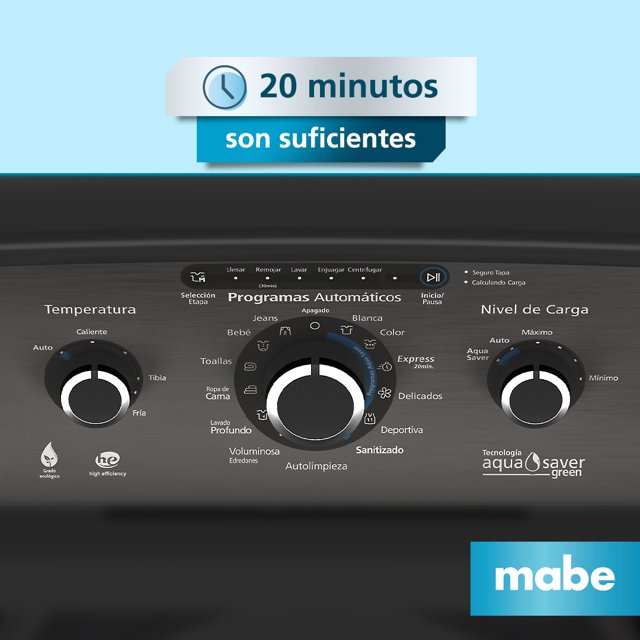 20 minutos
son suficientes
Llenar Remojar Lavar Enjuagar Centrifugar
(30min)
Selección
Etapa
Inicio/
Pausa
Seguro Tapa
Calculando Carga
Programas Automáticos
Temperatura
Auto
Caliente
Tibia
Fría
Apagado
Jeans
Bebé
Toallas
Ropa de
Cama
Lavado
Profundo
Voluminosa
Edredones
Autolimpieza
Blanca
Color
Express
20min.
Delicados
Deportiva
Sanitizado
Nivel de Carga
Aqua
Saver
Auto
Máximo
Mínimo
Grado
ecológico
he
high efficiency
Tecnología
aqua saver
green
mabe